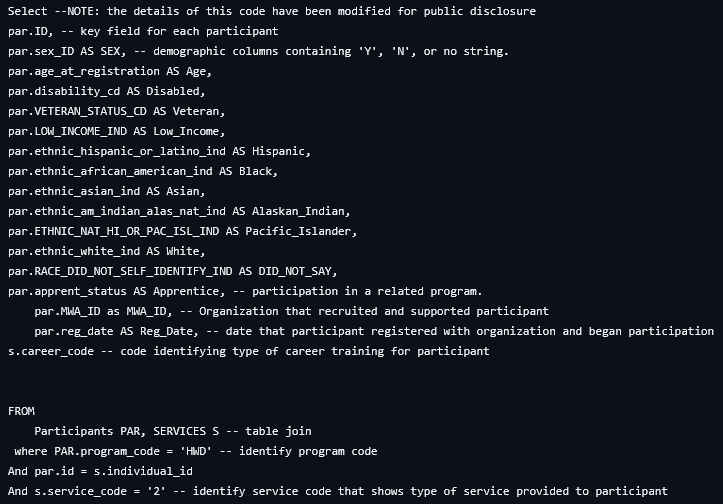 Select --NOTE: the details of this code have been modified for public disclosure
par.ID, -- key field for each participant
par.sex_ID AS SEX, -- demographic columns containing 'Y', 'N', or no string.
par.age_at_registration AS Age,
par.disability_cd AS Disabled,
par.VETERAN_STATUS_CD AS Veteran,
par.LOW_INCOME_IND AS Low_Income,
par.ethnic_hispanic_or_latino_ind AS Hispanic,
par.ethnic_african_american_ind AS Black,
par.ethnic_asian_ind AS Asian,
par.ethnic_am_indian_alas_nat_ind AS Alaskan_Indian,
par.ETHNIC_NAT_HI_OR_PAC_ISL_IND AS Pacific_Islander,
par.ethnic_white_ind AS White,
par.RACE_DID_NOT_SELF_IDENTIFY_IND AS DID_NOT_SAY,
par.apprent_status AS Apprentice, -- participation in a related program.
    par.MWA_ID as MWA_ID, -- Organization that recruited and supported participant
    par.reg_date AS Reg_Date, -- date that participant registered with organization and began participation
s.career_code -- code identifying type of career training for participant
FROM
    Participants PAR, SERVICES S -- table join
 where PAR.program_code = 'HWD' -- identify program code
And par.id = s.individual_id
And s.service_code = '2' -- identify service code that shows type of service provided to participant